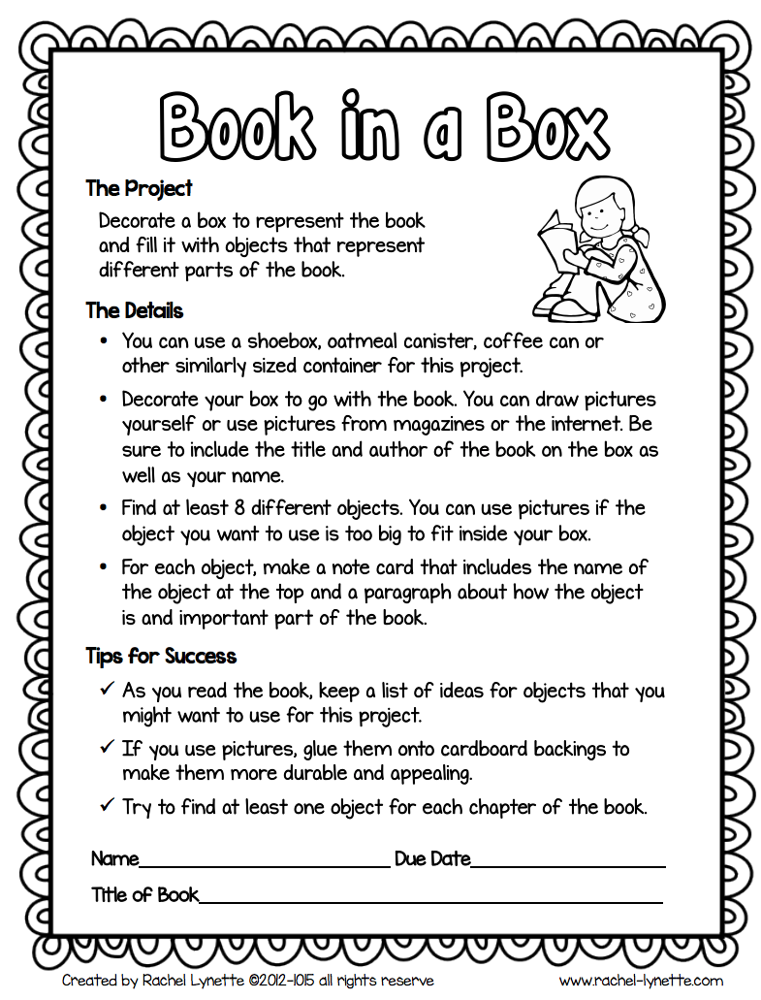 Book in a Box
The Project
Decorate a box to represent the book
and fill it with objects that represent
different parts of the book.
The Details
• You can use a shoebox, oatmeal canister, coffee can or
other similarly sized container for this project.
• Decorate your box to go with the book. You can draw pictures
yourself or use pictures from magazines or the internet. Be
sure to include the title and author of the book on the box as
well as your name.
• Find at least 8 different objects. You can use pictures if the
object you want to use is too big to fit inside your box.
• For each object, make a note card that includes the name of
the object at the top and a paragraph about how the object
is and important part of the book.
Tips for Success
✓ As you read the book, keep a list of ideas for objects that you
might want to use for this project.
✓ If you use pictures, glue them onto cardboard backings to
make them more durable and appealing.
✓ Try to find at least one object for each chapter of the book.
Name__________________________ Due Date____________________
Title of Book________________________________________________
Created by Rachel Lynette ©2012-1015 all rights reserve www.rachel-lynette.com